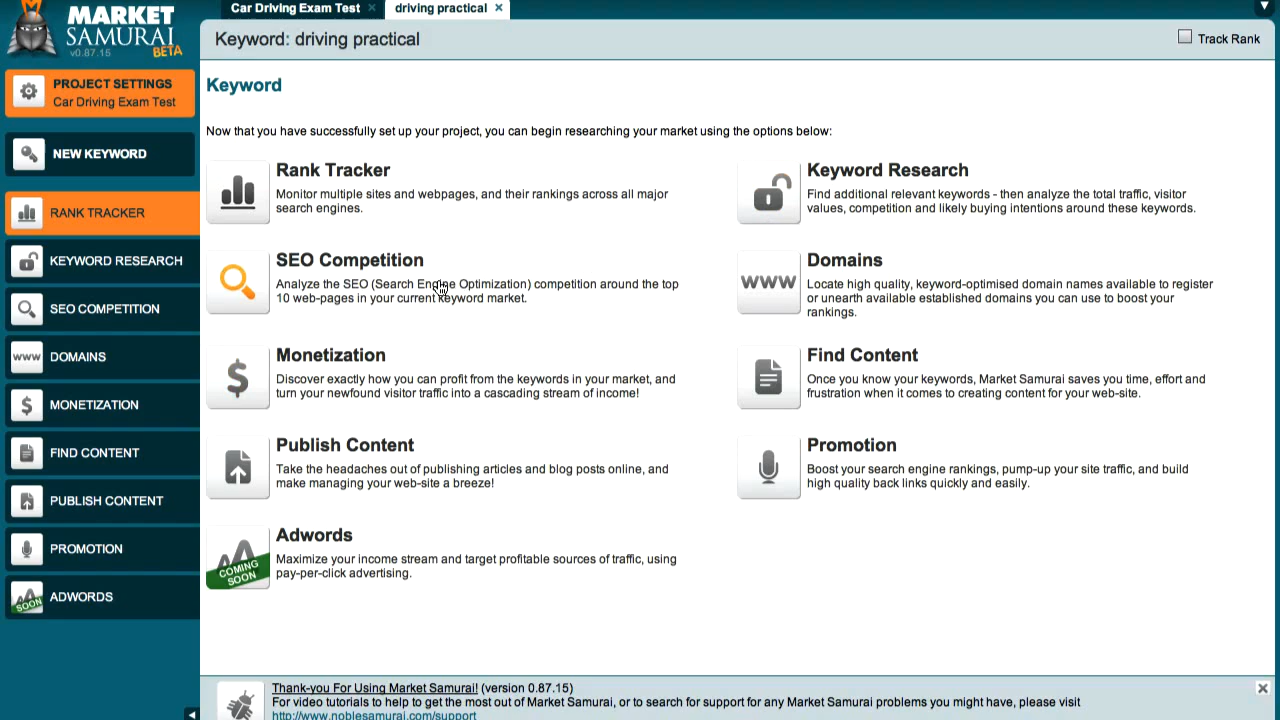 MARKET
SAMURAI
v0.87.15
BETA
Car Driving Exam Test
driving practical
Keyword: driving practical
Track Rank
PROJECT SETTINGS
Car Driving Exam Test
NEW KEYWORD
RANK TRACKER
KEYWORD RESEARCH
SEO COMPETITION
www
DOMAINS
$
MONETIZATION
FIND CONTENT
PUBLISH CONTENT
PROMOTION
SOON
ADWORDS
Keyword
Now that you have successfully set up your project, you can begin researching your market using the options below:
Rank Tracker
Monitor multiple sites and webpages, and their rankings across all major
search engines.
Keyword Research
Find additional relevant keywords - then analyze the total traffic, visitor
values, competition and likely buying intentions around these keywords.
SEO Competition
Analyze the SEO (Search Engine Optimization) competition around the top
10 web-pages in your current keyword market.
www
Domains
Locate high quality, keyword-optimised domain names available to register
or unearth available established domains you can use to boost your
rankings.
$
Monetization
Discover exactly how you can profit from the keywords in your market, and
turn your newfound visitor traffic into a cascading stream of income!
Find Content
Once you know your keywords, Market Samurai saves you time, effort and
frustration when it comes to creating content for your web-site.
Publish Content
Take the headaches out of publishing articles and blog posts online, and
make managing your web-site a breeze!
Promotion
Boost your search engine rankings, pump-up your site traffic, and build
high quality back links quickly and easily.
COMING
SOON
Adwords
Maximize your income stream and target profitable sources of traffic, using
pay-per-click advertising.
Thank-you For Using Market Samurai! (version 0.87.15)
For video tutorials to help to get the most out of Market Samurai, or to search for support for any Market Samurai problems you might have, please visit
http://www.noblesamurai.com/support